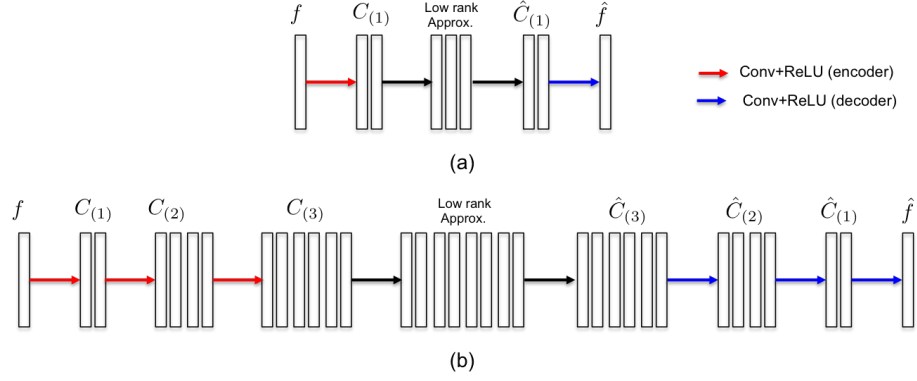 f C₍₁₎ Low rank Ĉ₍₁₎ f̂
Approx.
Conv+ReLU (encoder)
Conv+ReLU (decoder)
(a)
f C₍₁₎ C₍₂₎ C₍₃₎ Low rank Ĉ₍₃₎ Ĉ₍₂₎ Ĉ₍₁₎ f̂
Approx.
(b)